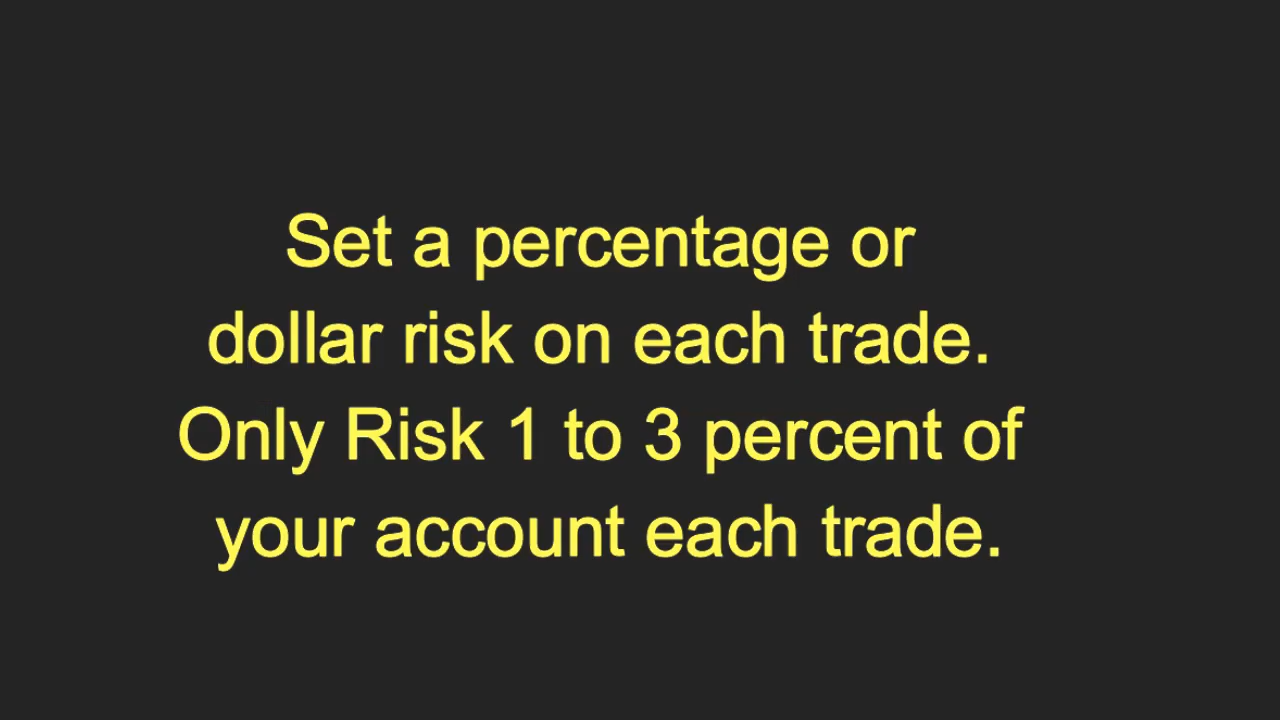 Set a percentage or
dollar risk on each trade.
Only Risk 1 to 3 percent of
your account each trade.